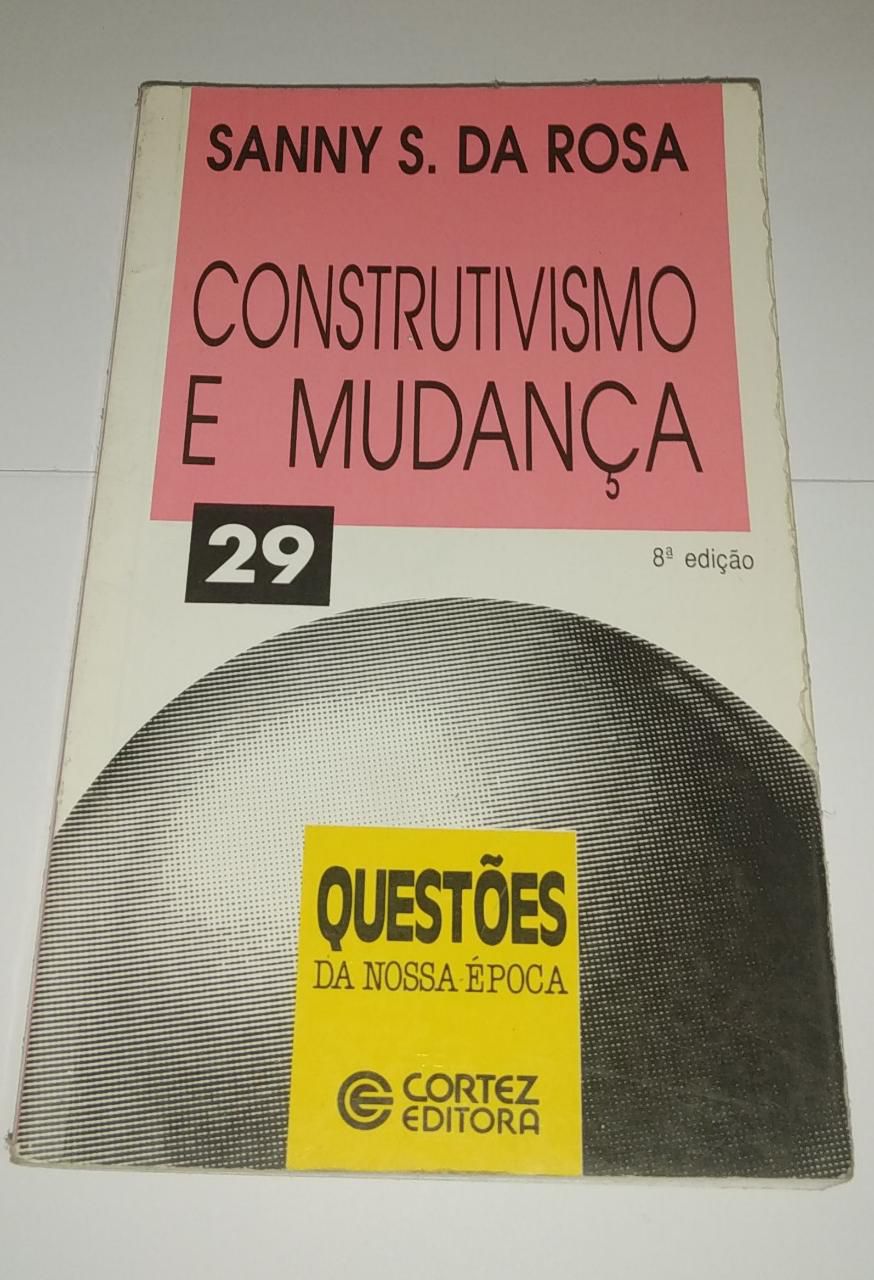 SANNY S. DA ROSA
CONSTRUTIVISMO
E MUDANÇA
29
8ª edição
QUESTÕES
DA NOSSA ÉPOCA
CORTEZ
EDITORA